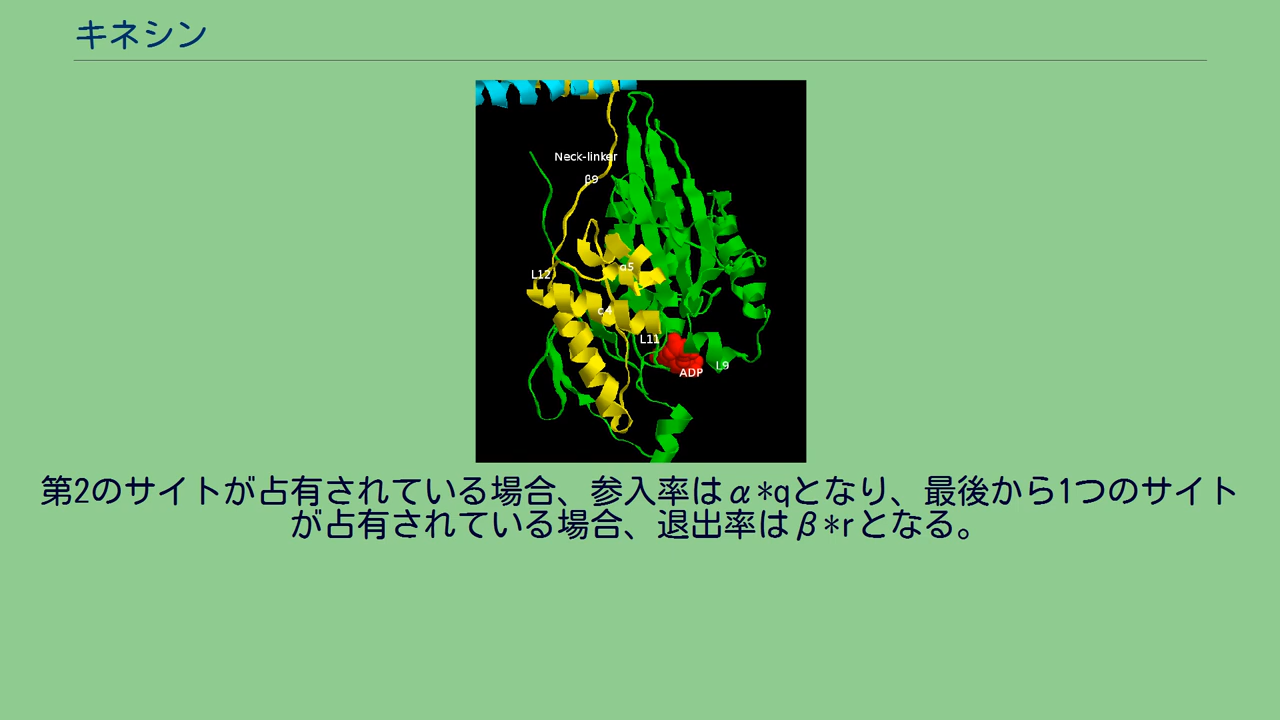 キネシン
Neck-linker
β9
α5
L12
α4
L11
ADP
L9
第2のサイトが占有されている場合、参入率はα*qとなり、最後から1つのサイト
が占有されている場合、退出率はβ*rとなる。